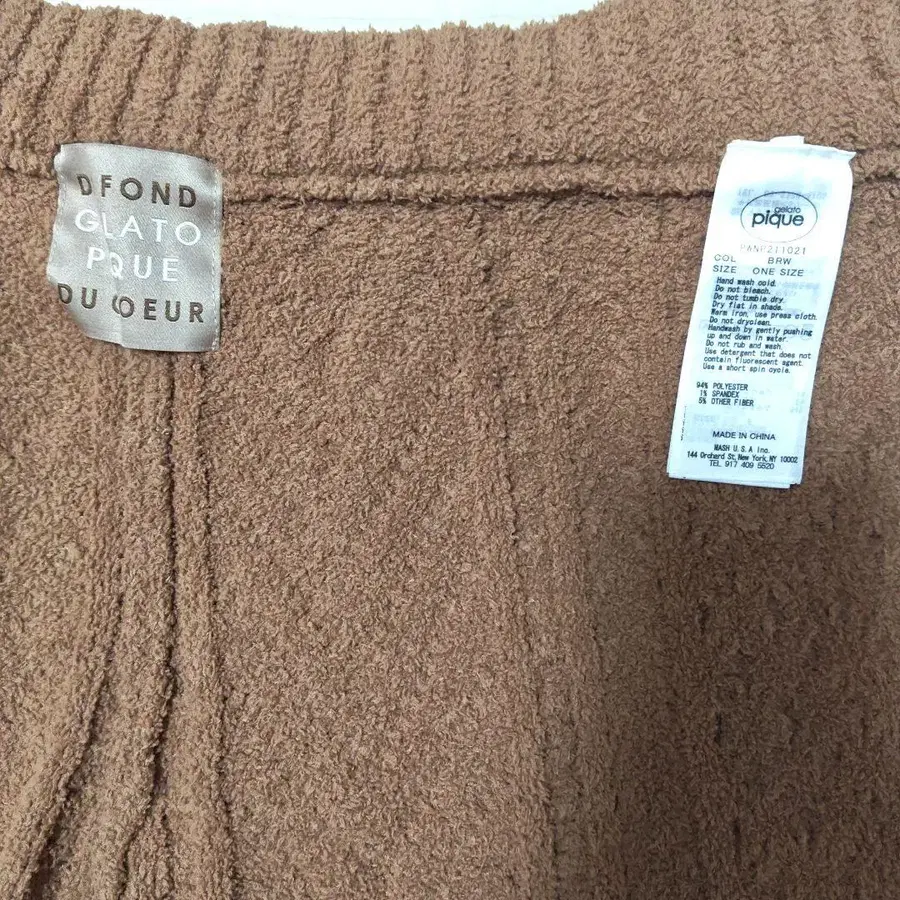 D FOND
GLATO
PQUE
DU COEUR
gelato
pique
PWNP211021
COL BRW
SIZE ONE SIZE
Hand wash cold.
Do not bleach.
Do not tumble dry.
Dry flat in shade.
Warm iron, use press cloth.
Do not dryclean.
Handwash by gently pushing
up and down in water.
Do not rub and wash.
Use detergent that does not
contain fluorescent agent.
Use a short spin cycle.
94% POLYESTER
1% SPANDEX
5% OTHER FIBER
MADE IN CHINA
MASH U.S.A Inc.
144 Orchard St, New York, NY 10002
TEL 917 409 5520